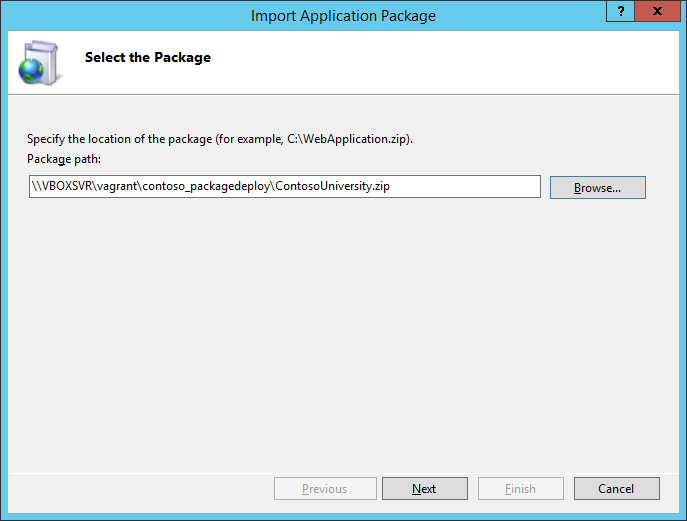 Import Application Package
? x
Select the Package
Specify the location of the package (for example, C:\WebApplication.zip).
Package path:
\\VBOXSVR\vagrant\contoso_packagedeploy\ContosoUniversity.zip
Browse...
Previous Next Finish Cancel